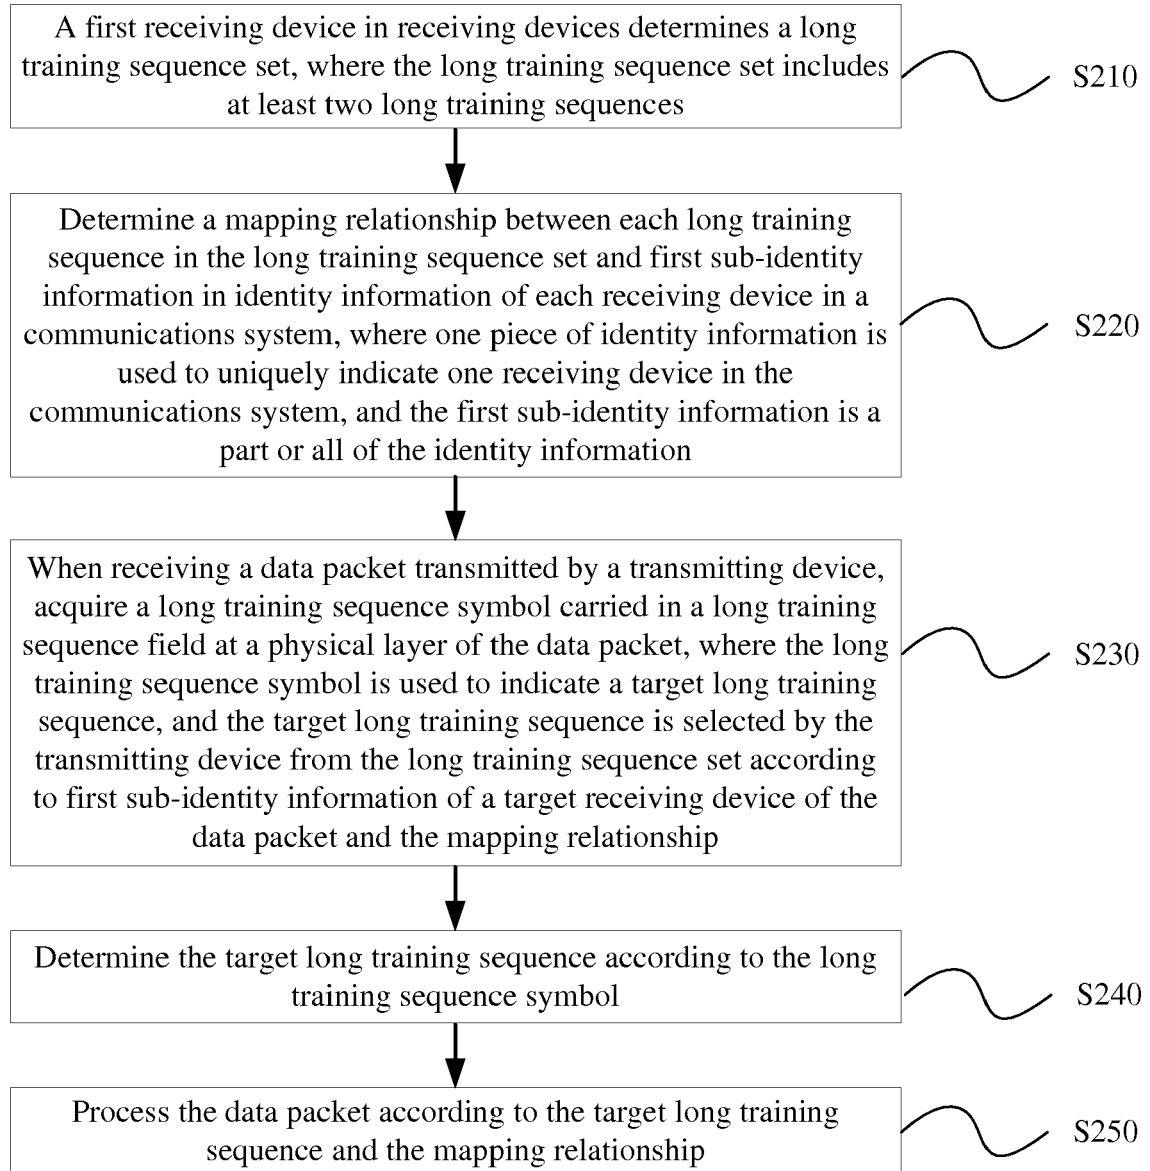 A first receiving device in receiving devices determines a long
training sequence set, where the long training sequence set includes
at least two long training sequences
S210
Determine a mapping relationship between each long training
sequence in the long training sequence set and first sub-identity
information in identity information of each receiving device in a
communications system, where one piece of identity information is
used to uniquely indicate one receiving device in the
communications system, and the first sub-identity information is a
part or all of the identity information
S220
When receiving a data packet transmitted by a transmitting device,
acquire a long training sequence symbol carried in a long training
sequence field at a physical layer of the data packet, where the long
training sequence symbol is used to indicate a target long training
sequence, and the target long training sequence is selected by the
transmitting device from the long training sequence set according
to first sub-identity information of a target receiving device of the
data packet and the mapping relationship
S230
Determine the target long training sequence according to the long
training sequence symbol
S240
Process the data packet according to the target long training
sequence and the mapping relationship
S250